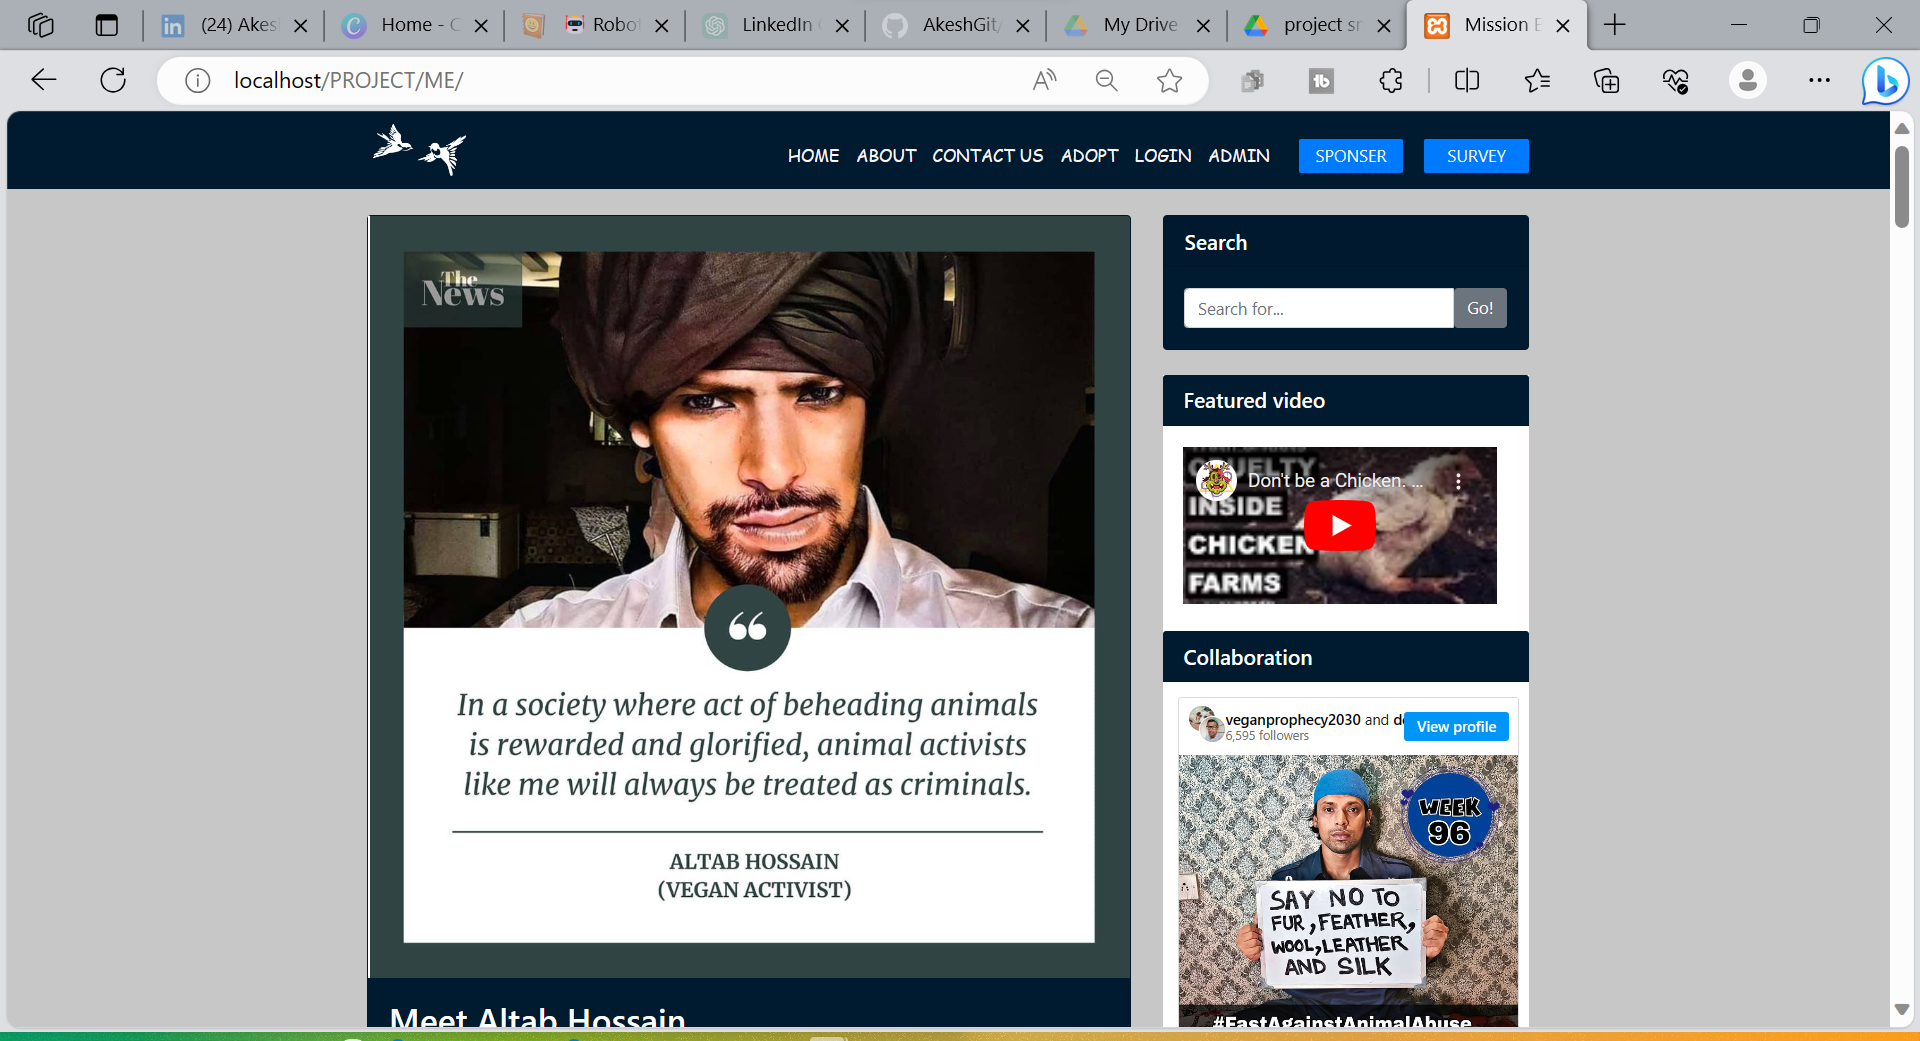 (24) Akes
Home - C
Robo
LinkedIn
AkeshGit/
My Drive
project sr
Mission E
localhost/PROJECT/ME/
HOME ABOUT CONTACT US ADOPT LOGIN ADMIN SPONSER SURVEY
The
News
In a society where act of beheading animals
is rewarded and glorified, animal activists
like me will always be treated as criminals.
ALTAB HOSSAIN
(VEGAN ACTIVIST)
Meet Altab Hossain
Search
Search for...
Go!
Featured video
Don't be a Chicken. ...
CRUELTY
INSIDE
CHICKEN
FARMS
Collaboration
veganprophecy2030 and d
6,595 followers
View profile
WEEK
96
SAY NO TO
FUR, FEATHER,
WOOL, LEATHER
AND SILK
#FastAgainstAnimalAbuse